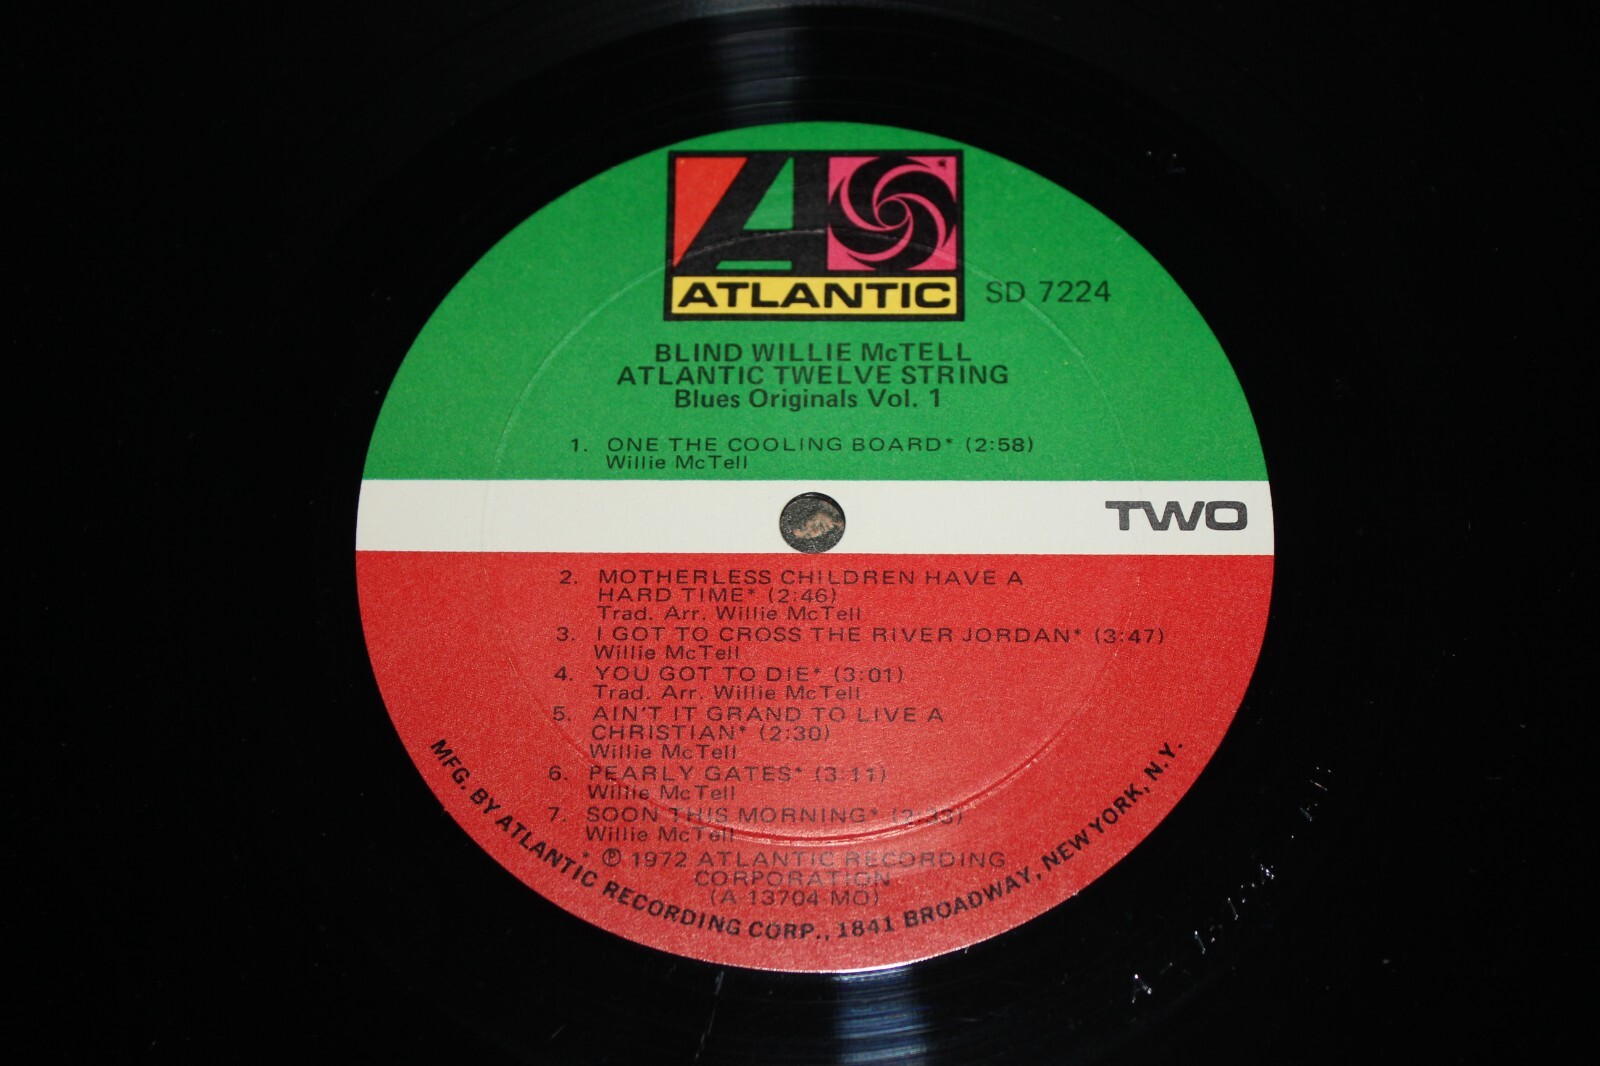 ATLANTIC
SD 7224
BLIND WILLIE McTELL
ATLANTIC TWELVE STRING
Blues Originals Vol. 1
1. ONE THE COOLING BOARD* (2:58)
Willie McTell
TWO
2. MOTHERLESS CHILDREN HAVE A
HARD TIME* (2:46)
Trad. Arr. Willie McTell
3. I GOT TO CROSS THE RIVER JORDAN* (3:47)
Willie McTell
4. YOU GOT TO DIE* (3:01)
Trad. Arr. Willie McTell
5. AIN'T IT GRAND TO LIVE A
CHRISTIAN* (2:30)
Willie McTell
6. PEARLY GATES* (3:11)
Willie McTell
7. SOON THIS MORNING* (2:33)
Willie McTell
* ℗ 1972 ATLANTIC RECORDING
CORPORATION
(A 13704 MO)
MFG. BY ATLANTIC RECORDING CORP., 1841 BROADWAY, NEW YORK, N.Y.